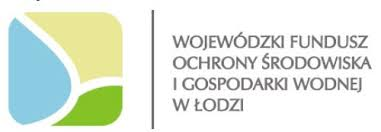 WOJEWÓDZKI FUNDUSZ
OCHRONY ŚRODOWISKA
I GOSPODARKI WODNEJ
W ŁODZI